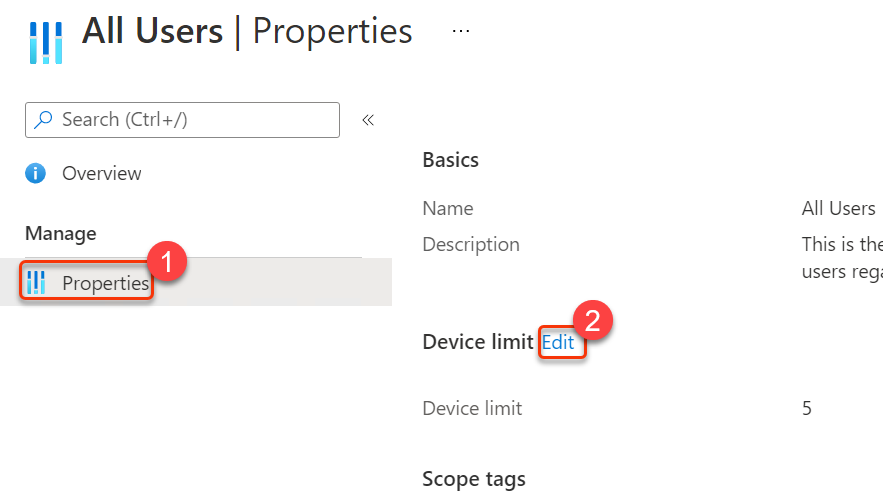 All Users | Properties ...
Search (Ctrl+/) «
Overview
Manage
1
Properties
Basics
Name All Users
Description This is the
users rega
2
Device limit Edit
Device limit 5
Scope tags